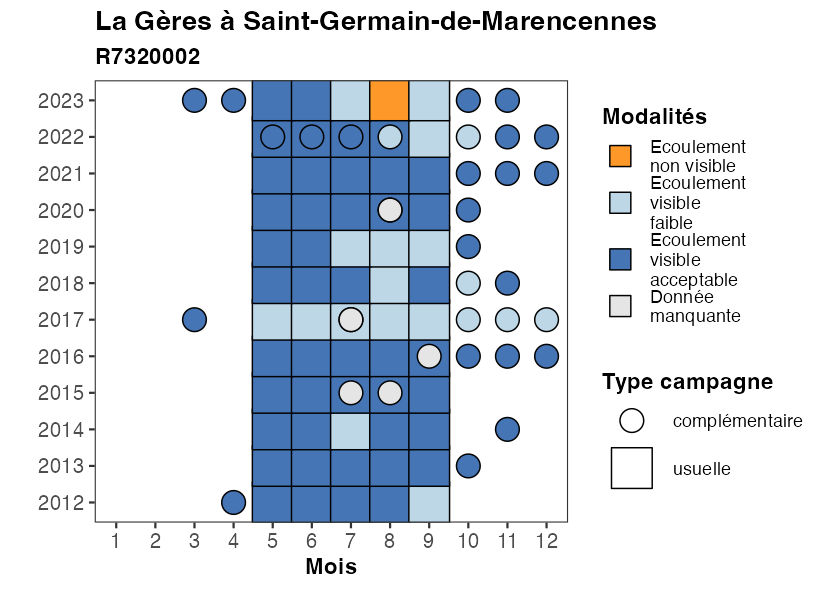 La Gères à Saint-Germain-de-Marencennes
R7320002
2023
2022
2021
2020
2019
2018
2017
2016
2015
2014
2013
2012
1 2 3 4 5 6 7 8 9 10 11 12
Mois
Modalités
Ecoulement
non visible
Ecoulement
visible
faible
Ecoulement
visible
acceptable
Donnée
manquante
Type campagne
complémentaire
usuelle